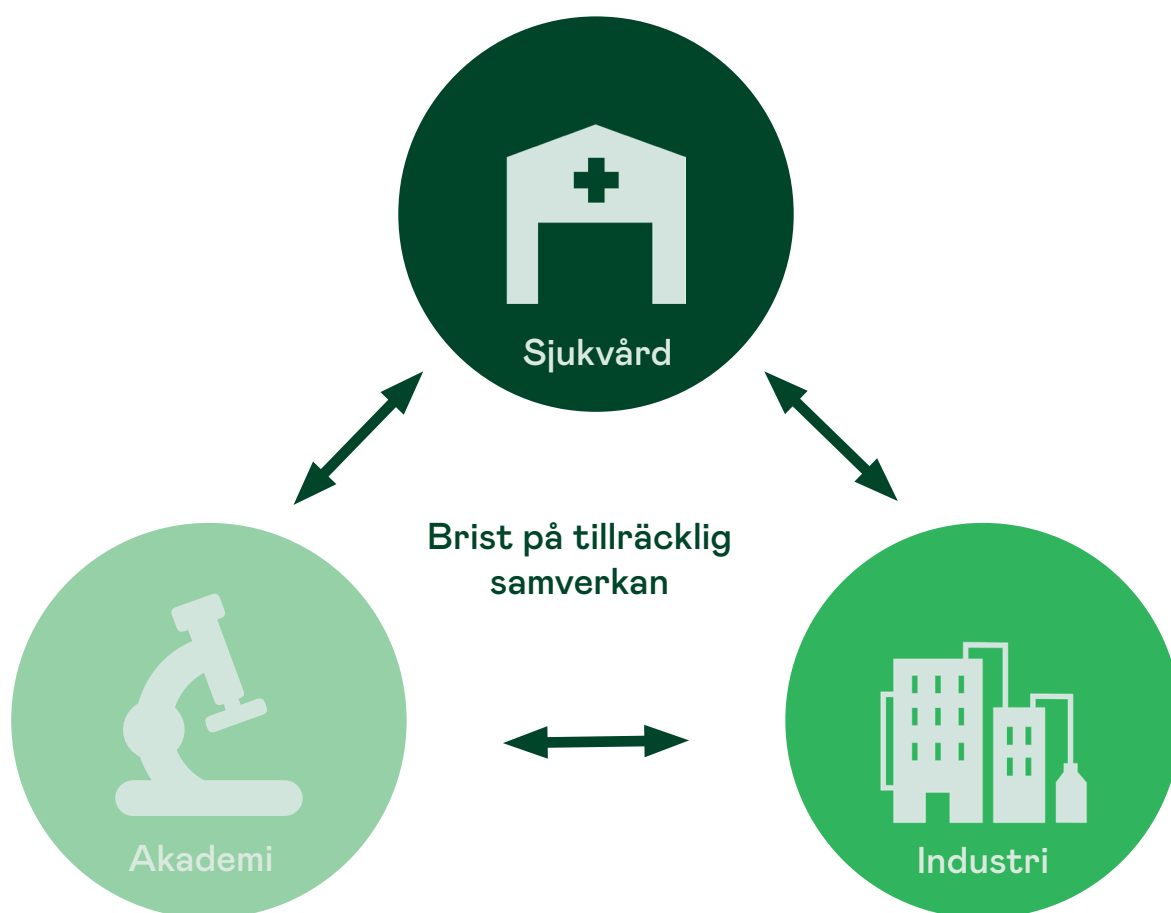 Sjukvård
Brist på tillräcklig
samverkan
Akademi
Industri